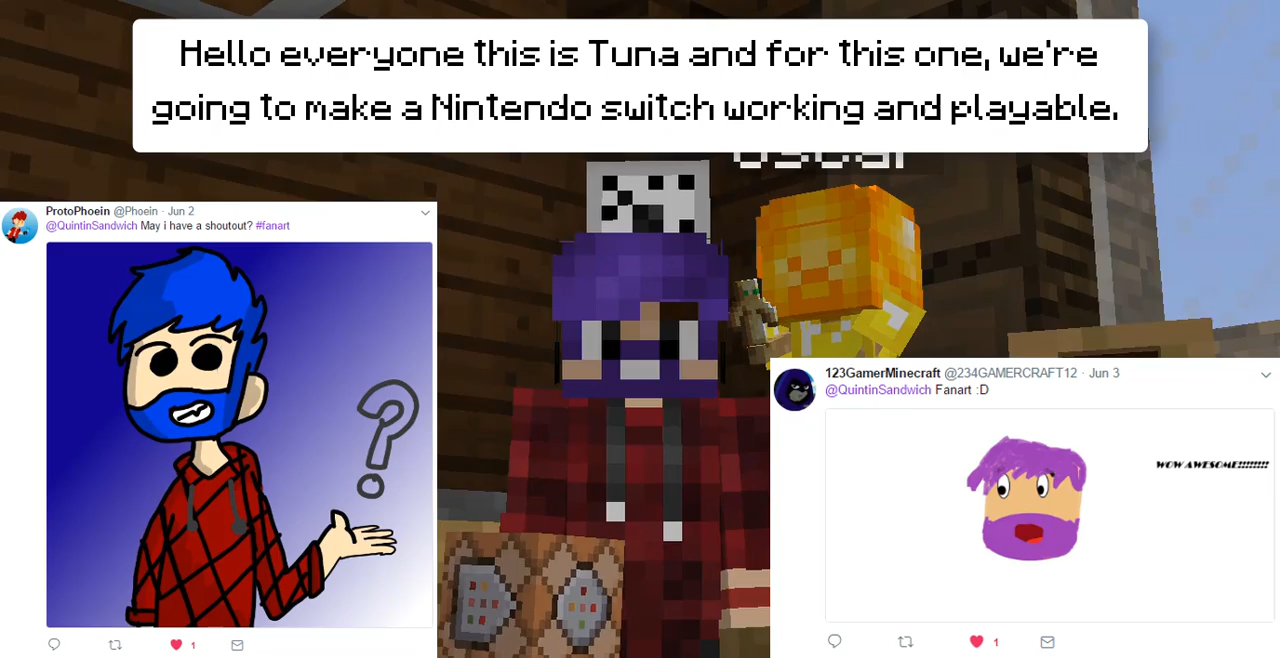 Hello everyone this is Tuna and for this one, we're
going to make a Nintendo switch working and playable.
Oscar
ProtoPhoein @Phoein · Jun 2
@QuintinSandwich May i have a shoutout? #fanart
?
1
123GamerMinecraft @234GAMERCRAFT12 · Jun 3
@QuintinSandwich Fanart :D
WOW AWESOME!!!!!!!!
1